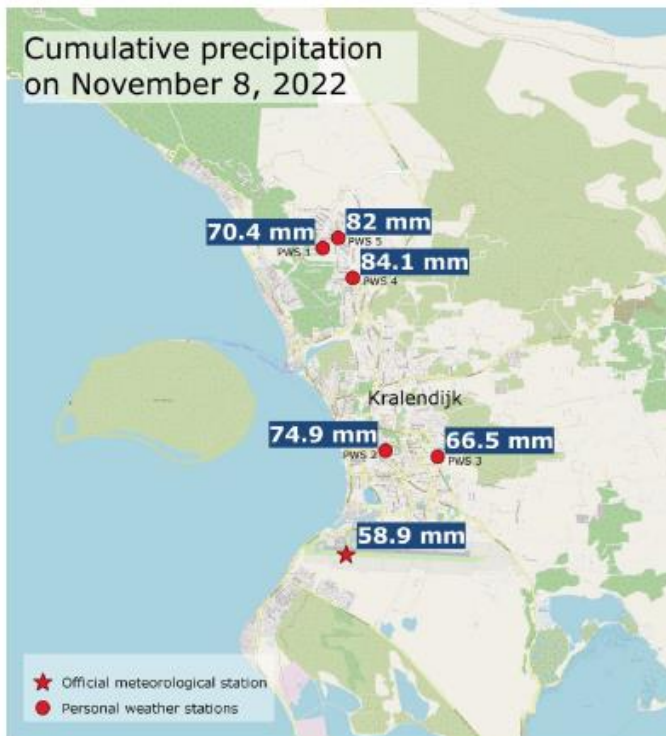 Cumulative precipitation
on November 8, 2022
82 mm
70.4 mm
PWS 5
PWS 1
84.1 mm
PWS 4
Kralendijk
74.9 mm
66.5 mm
PWS 2
PWS 3
58.9 mm
Official meteorological station
Personal weather stations